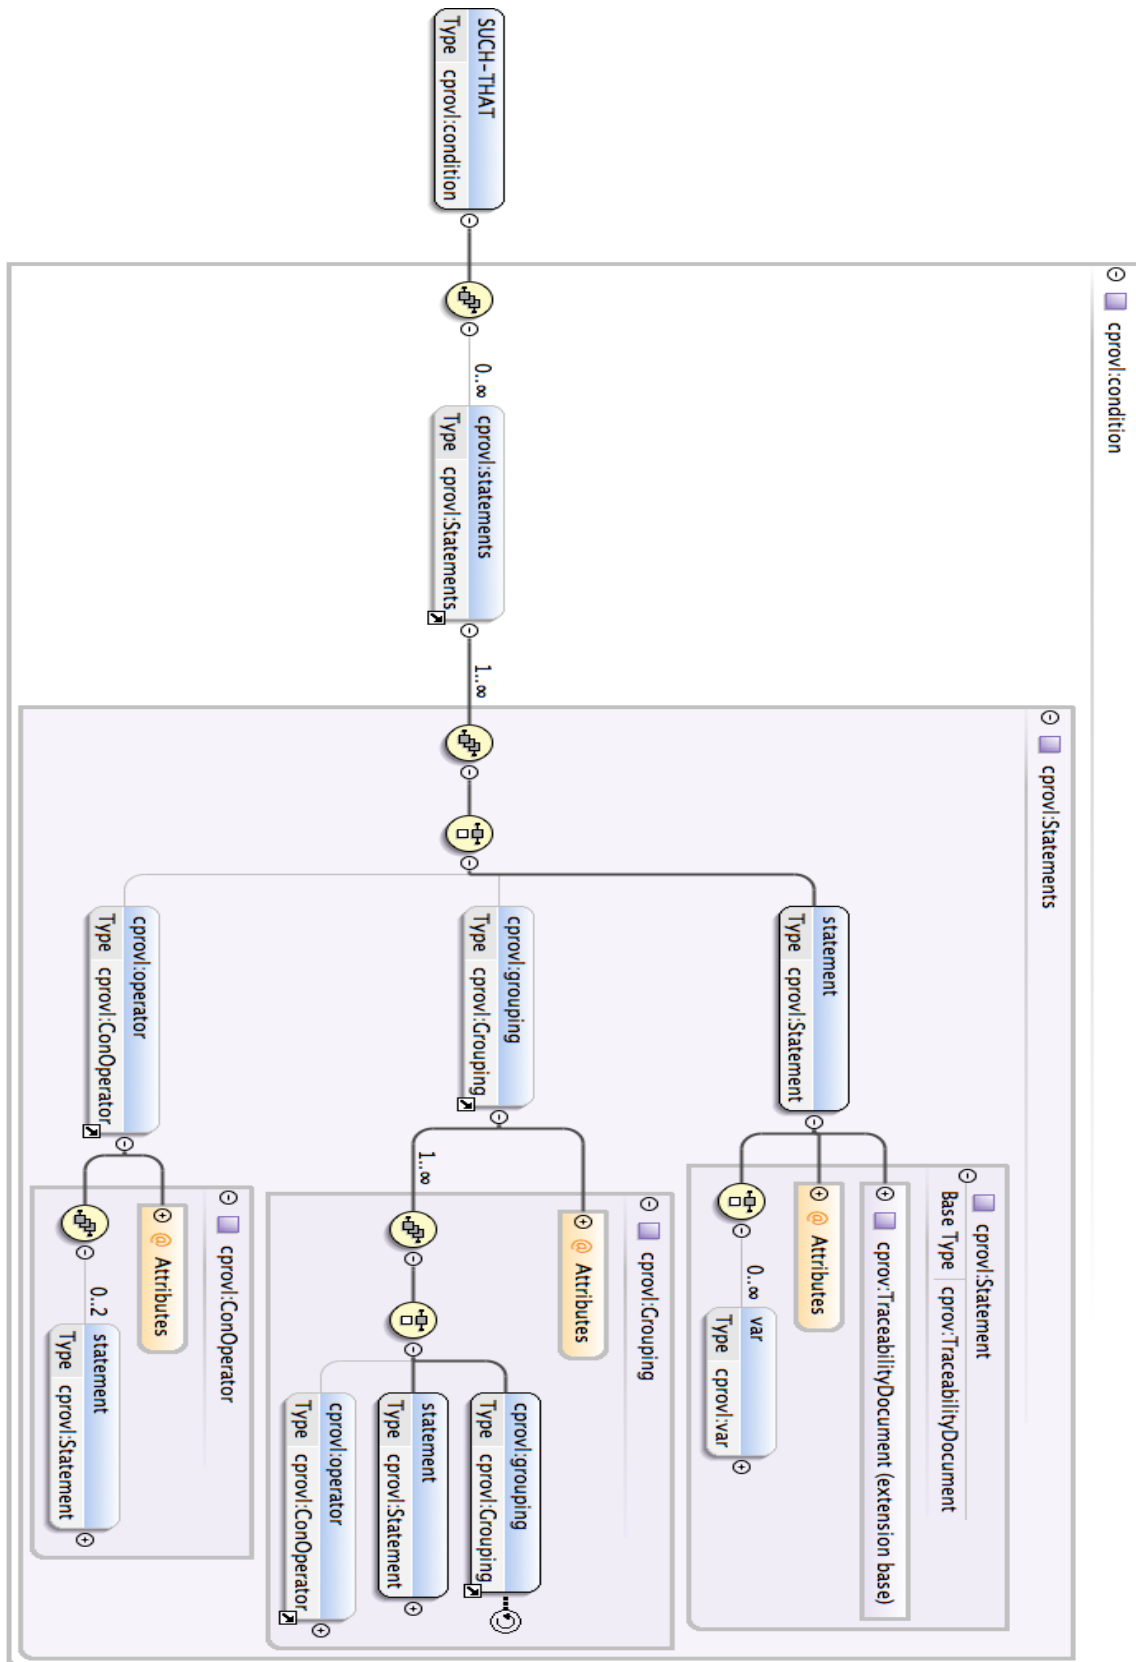 cprovl:condition
SUCH-THAT
Type cprovl:condition
0..∞
cprovl:statements
Type cprovl:Statements
1..∞
cprovl:Statements
statement
Type cprovl:Statement
cprovl:Statement
Base Type cprov:TraceabilityDocument
cprov:TraceabilityDocument (extension base)
@ Attributes
0..∞
var
Type cprovl:var
cprovl:grouping
Type cprovl:Grouping
cprovl:Grouping
@ Attributes
1..∞
cprovl:grouping
Type cprovl:Grouping
statement
Type cprovl:Statement
cprovl:operator
Type cprovl:ConOperator
cprovl:operator
Type cprovl:ConOperator
cprovl:ConOperator
@ Attributes
0..2
statement
Type cprovl:Statement